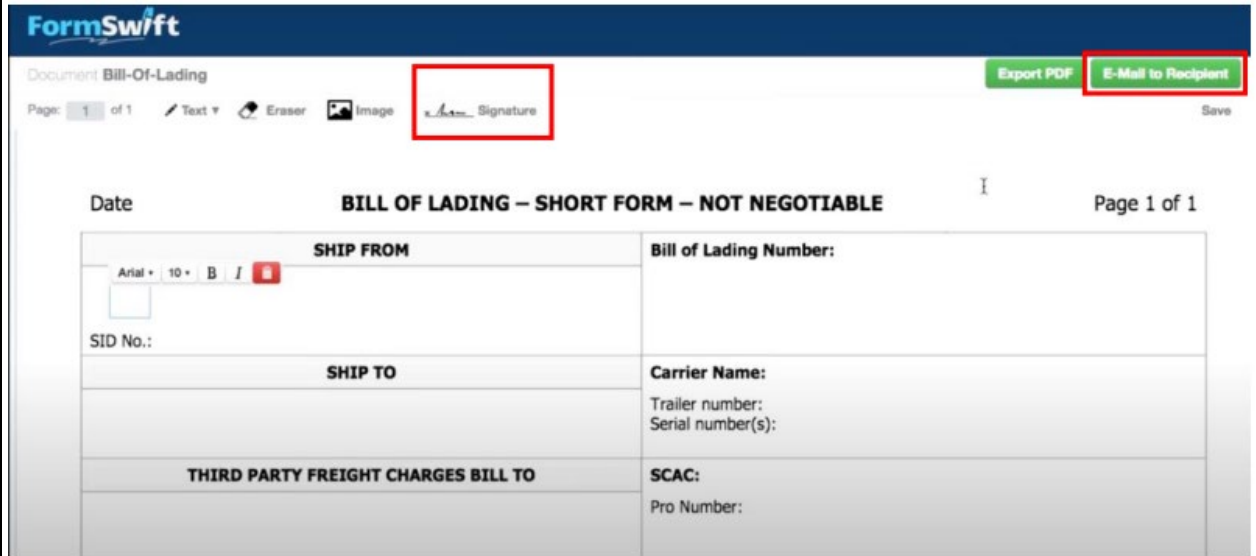 FormSwift
Document Bill-Of-Lading
Export PDF
E-Mail to Recipient
Page: 1 of 1
Text
Eraser
Image
Signature
Save
Date
BILL OF LADING – SHORT FORM – NOT NEGOTIABLE
Page 1 of 1
SHIP FROM
Bill of Lading Number:
Arial
10
B
I
SID No.:
SHIP TO
Carrier Name:
Trailer number:
Serial number(s):
THIRD PARTY FREIGHT CHARGES BILL TO
SCAC:
Pro Number: